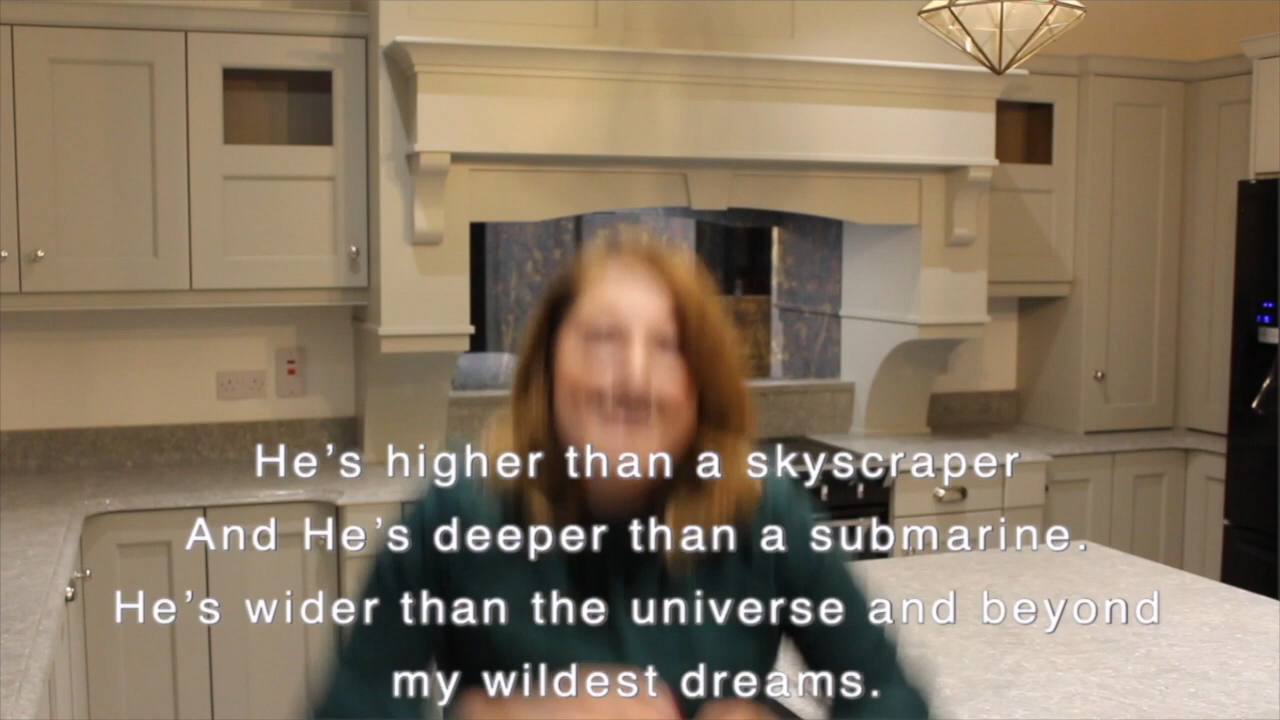 He's higher than a skyscraper
And He's deeper than a submarine.
He's wider than the universe and beyond
my wildest dreams.